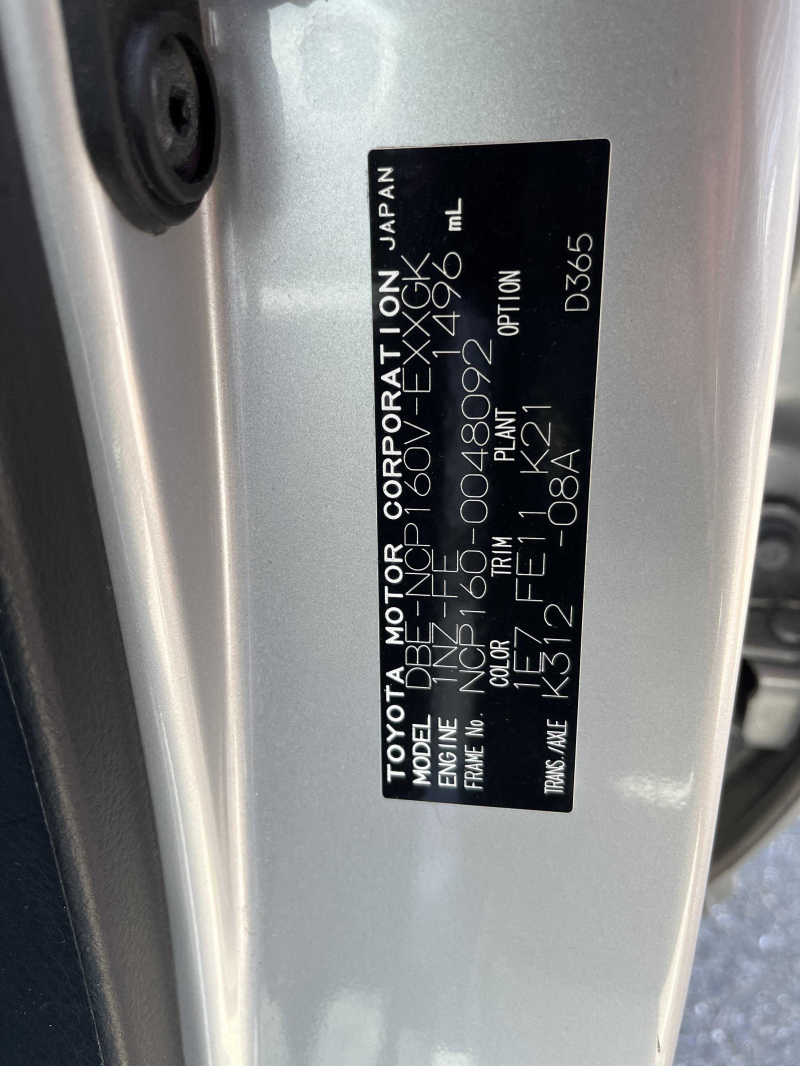 TOYOTA MOTOR CORPORATION JAPAN
MODEL DBE-NCP160V-EXXGK
ENGINE 1NZ-FE 1496 mL
FRAME No. NCP160-0048092
COLOR TRIM PLANT OPTION
1E7 FE11 K21
TRANS./AXLE K312 -08A D365